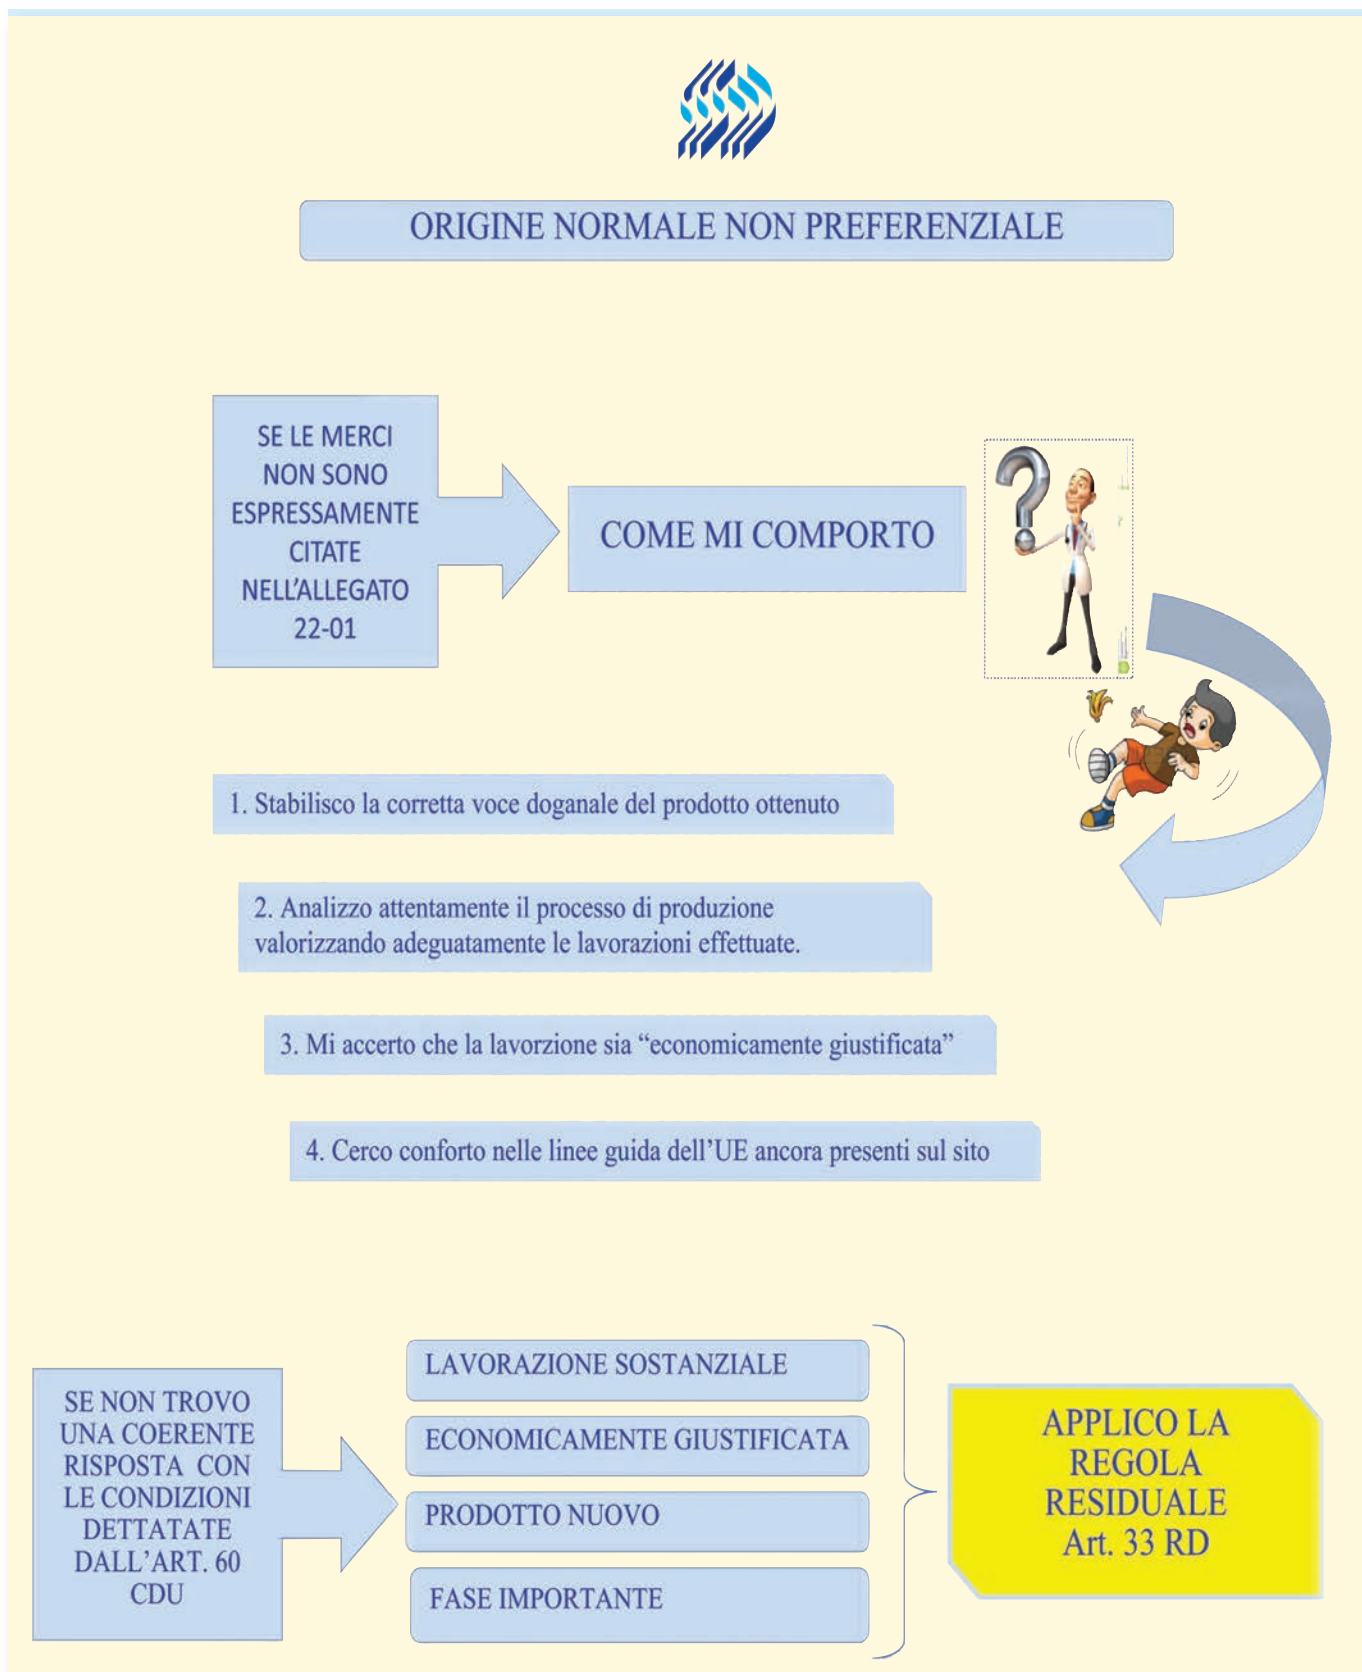 ORIGINE NORMALE NON PREFERENZIALE
SE LE MERCI
NON SONO
ESPRESSAMENTE
CITATE
NELL'ALLEGATO
22-01
COME MI COMPORTO
?
1. Stabilisco la corretta voce doganale del prodotto ottenuto
2. Analizzo attentamente il processo di produzione
valorizzando adeguatamente le lavorazioni effettuate.
3. Mi accerto che la lavorzione sia “economicamente giustificata”
4. Cerco conforto nelle linee guida dell’UE ancora presenti sul sito
SE NON TROVO
UNA COERENTE
RISPOSTA CON
LE CONDIZIONI
DETTATATE
DALL’ART. 60
CDU
LAVORAZIONE SOSTANZIALE
ECONOMICAMENTE GIUSTIFICATA
PRODOTTO NUOVO
FASE IMPORTANTE
APPLICO LA
REGOLA
RESIDUALE
Art. 33 RD